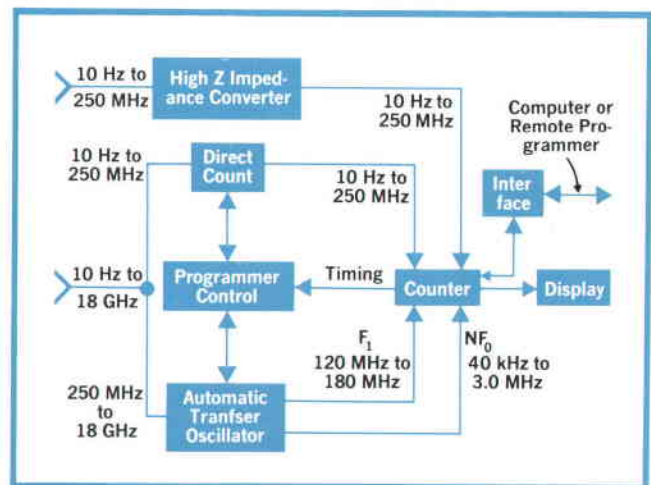 10 Hz to
250 MHz
High Z Imped-
ance Converter
10 Hz to
250 MHz
Computer or
Remote Pro-
grammer
10 Hz to
250 MHz
Direct
Count
10 Hz to
250 MHz
Inter
face
10 Hz to
18 GHz
Programmer
Control
Timing
Counter
Display
F1
120 MHz to
180 MHz
NF0
40 kHz to
3.0 MHz
250 MHz
to
18 GHz
Automatic
Tranfser
Oscillator